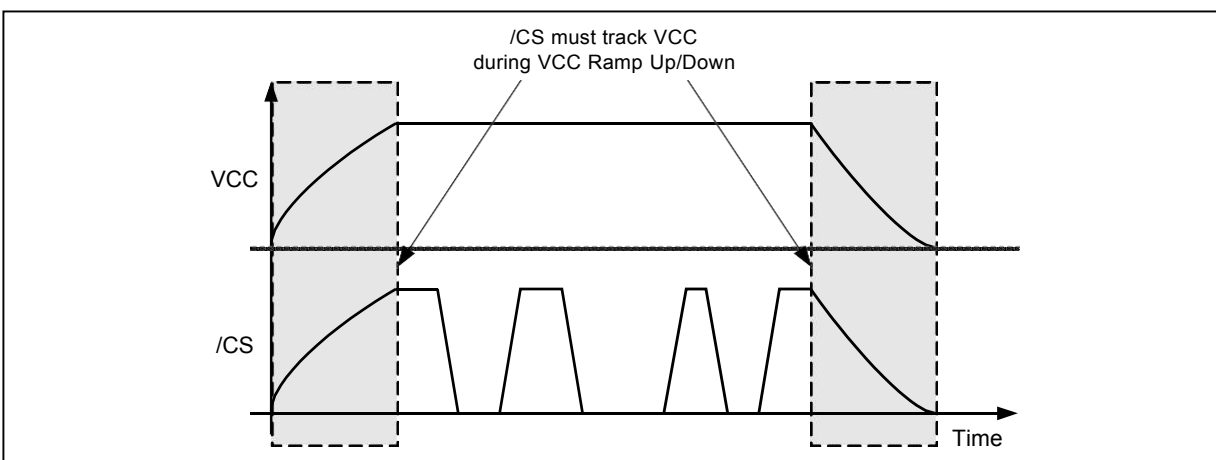 /CS must track VCC
during VCC Ramp Up/Down
VCC
/CS
Time